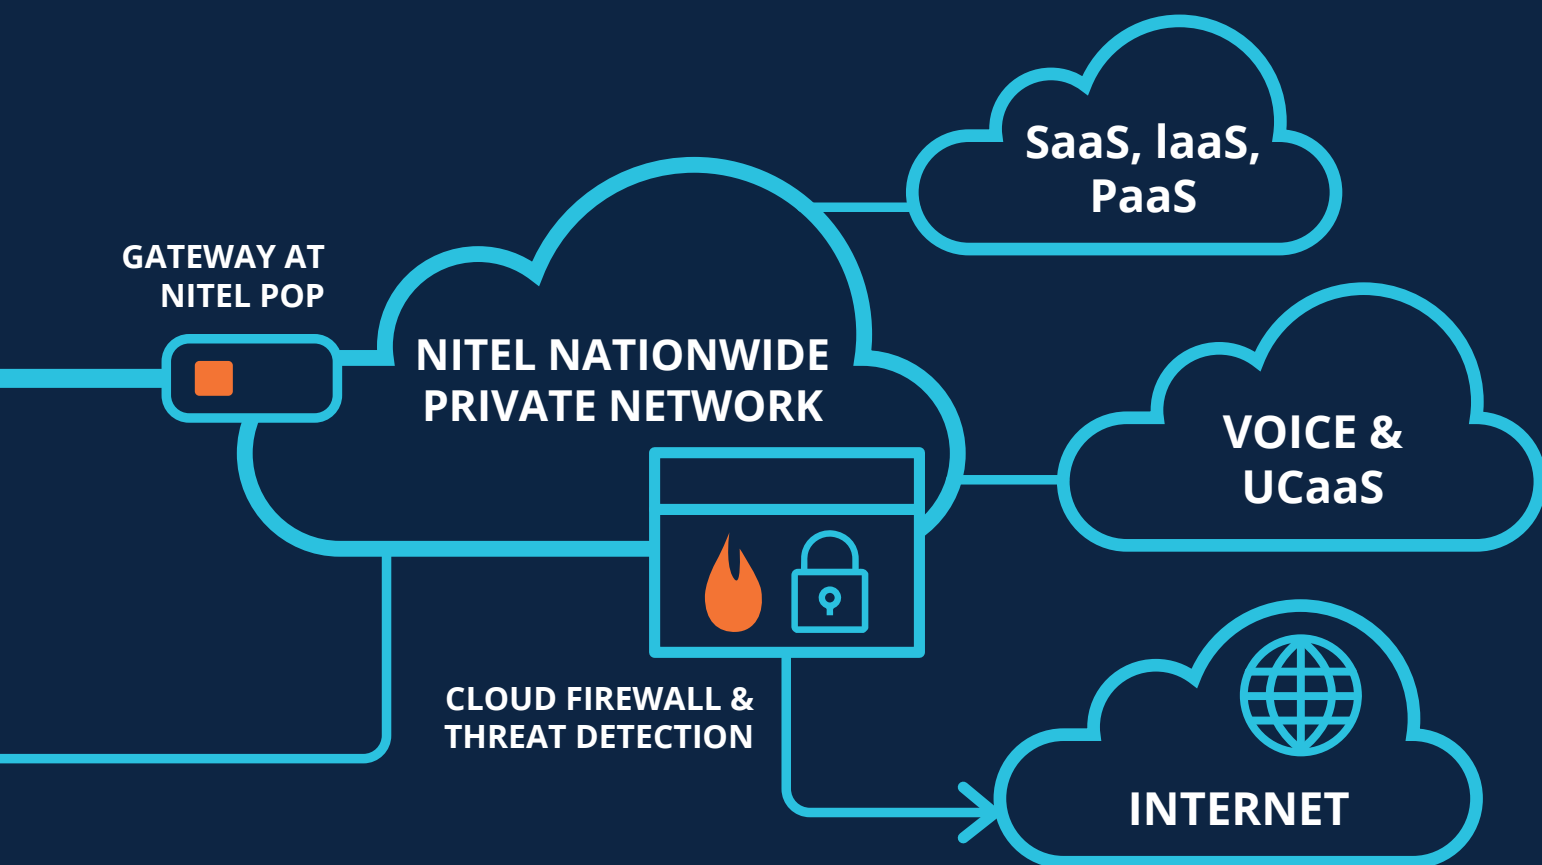 SaaS, IaaS,
PaaS
GATEWAY AT
NITEL POP
NITEL NATIONWIDE
PRIVATE NETWORK
VOICE &
UCaaS
CLOUD FIREWALL &
THREAT DETECTION
INTERNET